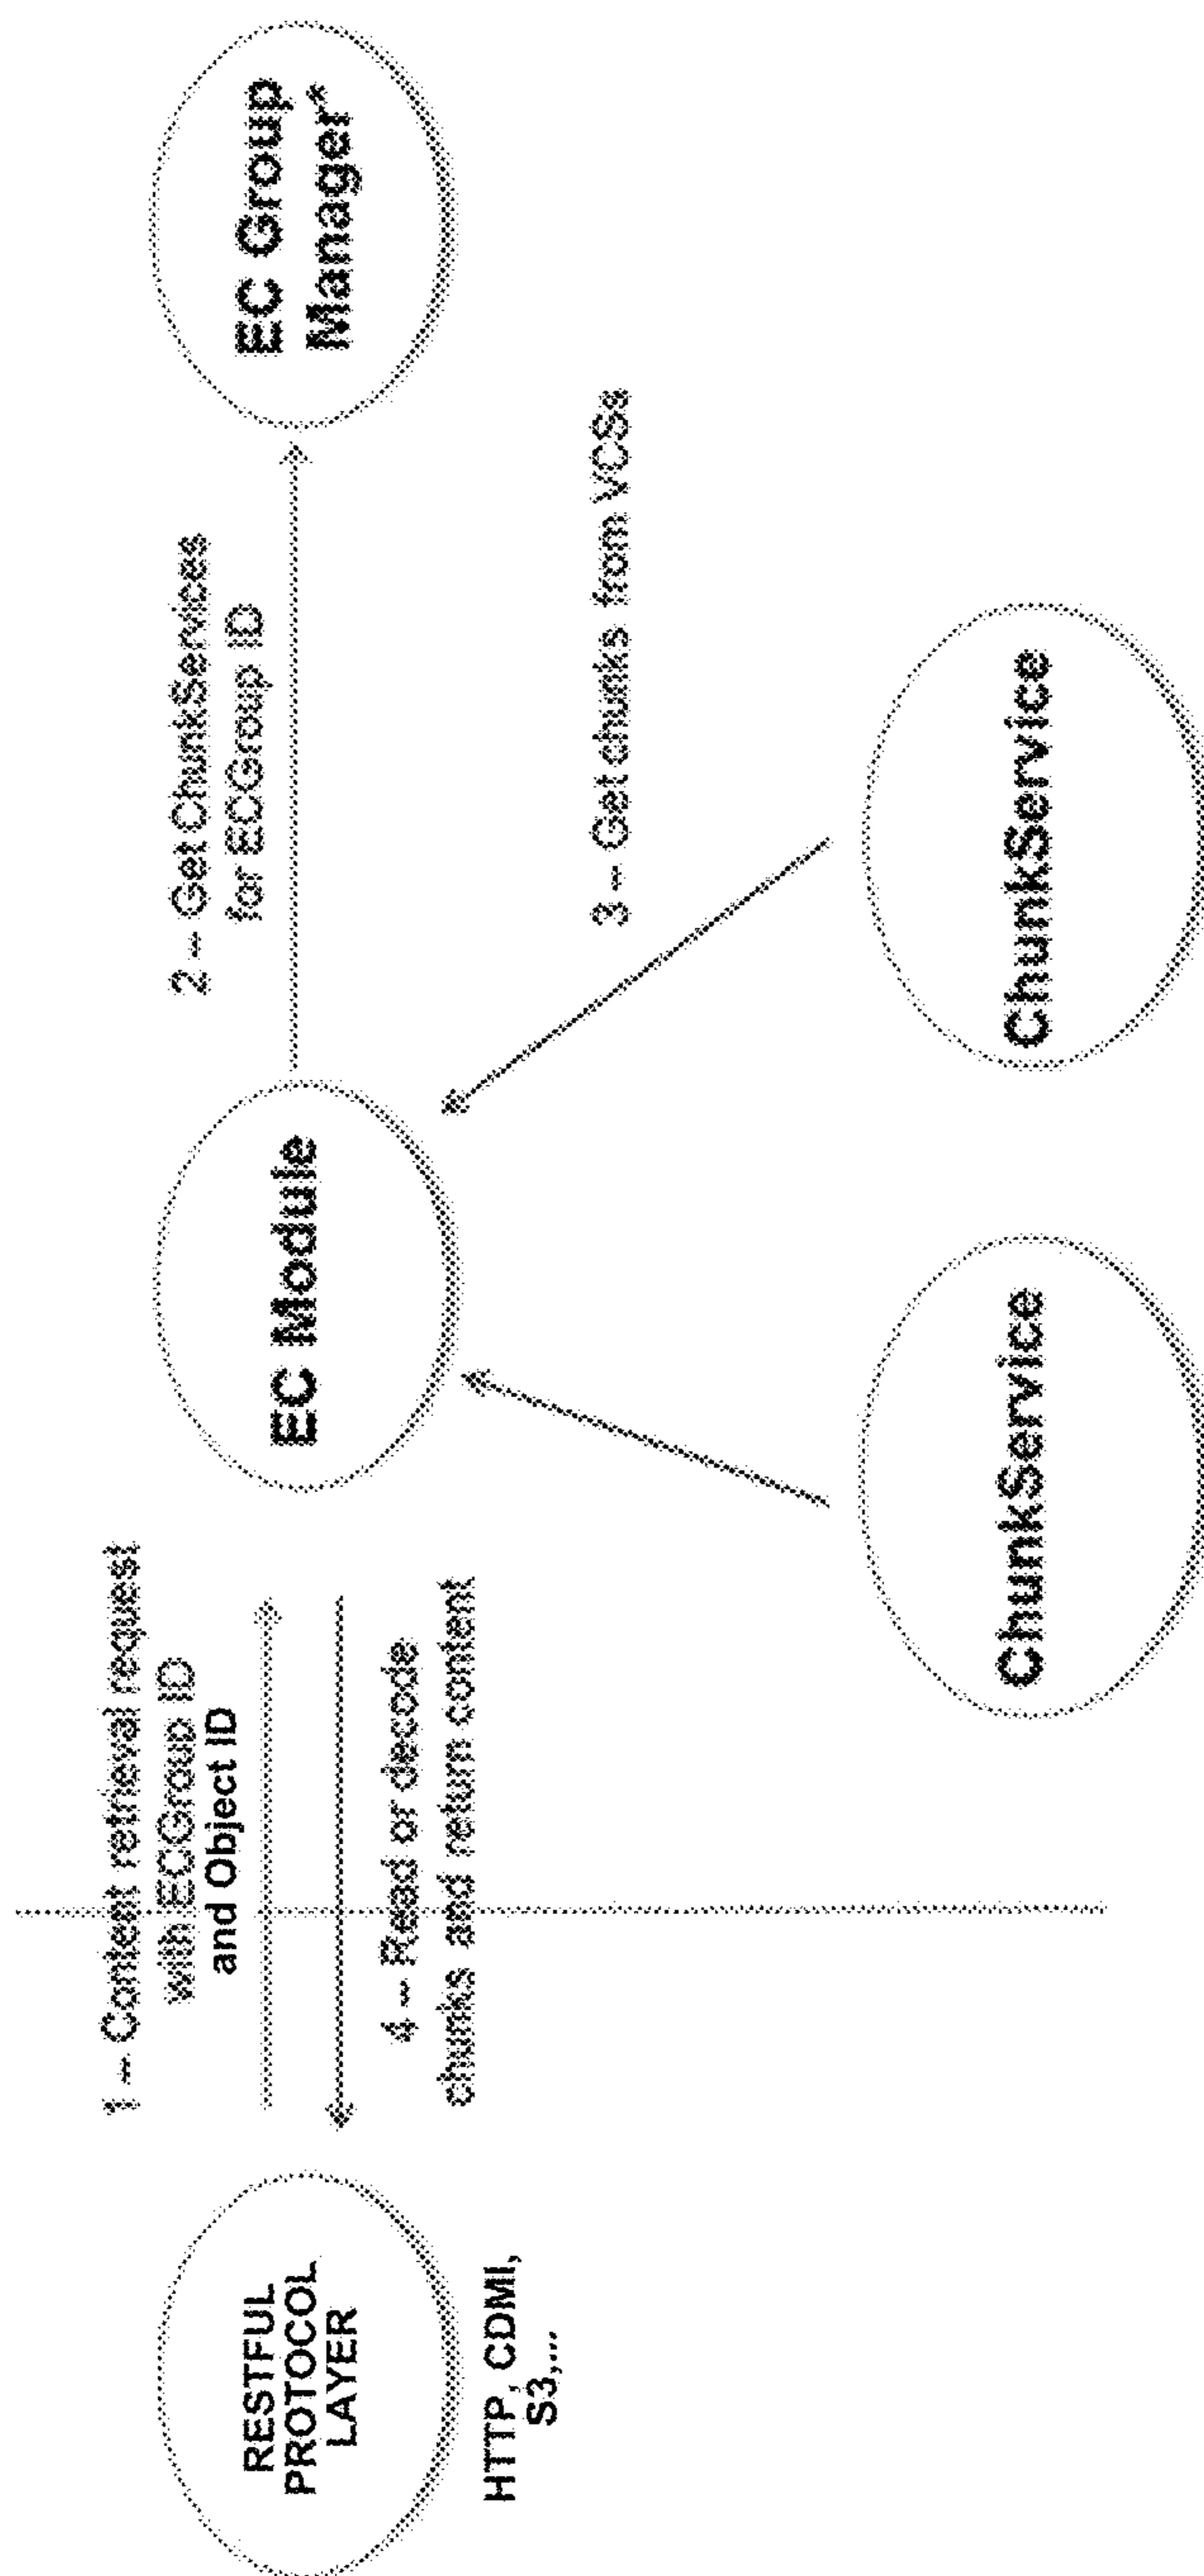 1 – Content retrieval request
with ECGroup ID
and Object ID
2 – Get ChunkServices
for ECGroup ID
RESTFUL
PROTOCOL
LAYER
EC Module
EC Group
Manager*
4 – Read or decode
chunks and return content
3 – Get chunks from VCSs
HTTP, CDMI,
S3,...
ChunkService
ChunkService